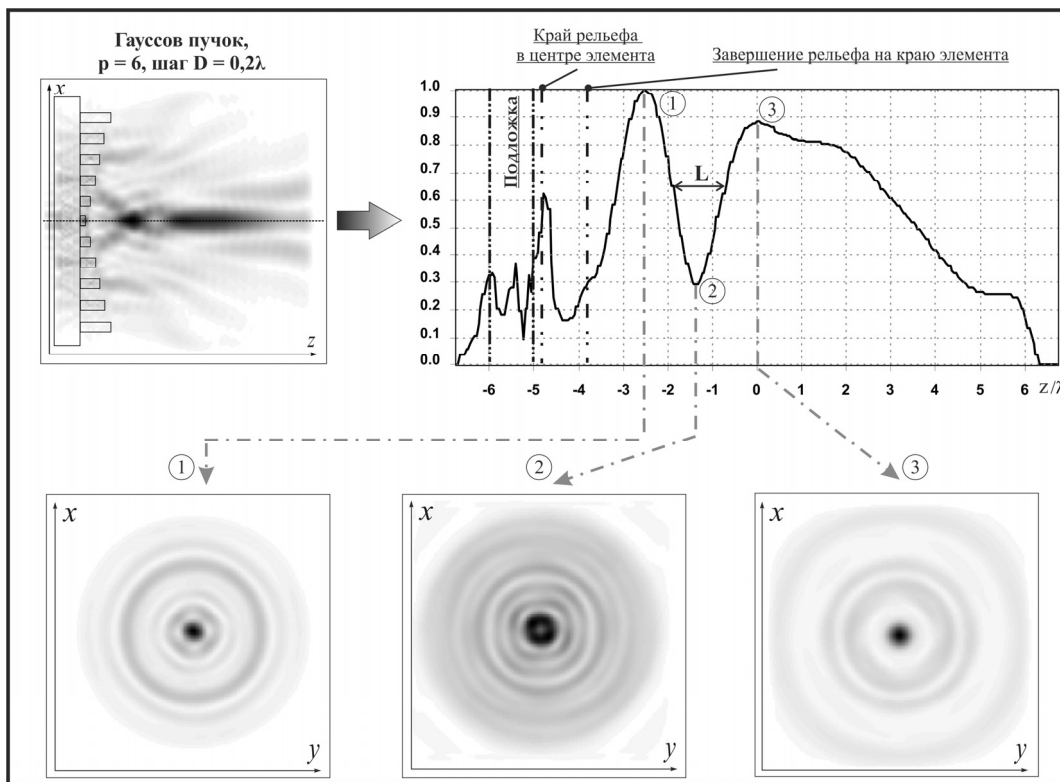 Гауссов пучок,
p = 6, шаг D = 0,2λ
x
z
Край рельефа
в центре элемента
Завершение рельефа на краю элемента
Подложка
1.0
0.9
0.8
0.7
0.6
0.5
0.4
0.3
0.2
0.1
0.0
1
3
L
2
-6 -5 -4 -3 -2 -1 0 1 2 3 4 5 6 z/λ
1
2
3
x
y
x
y
x
y